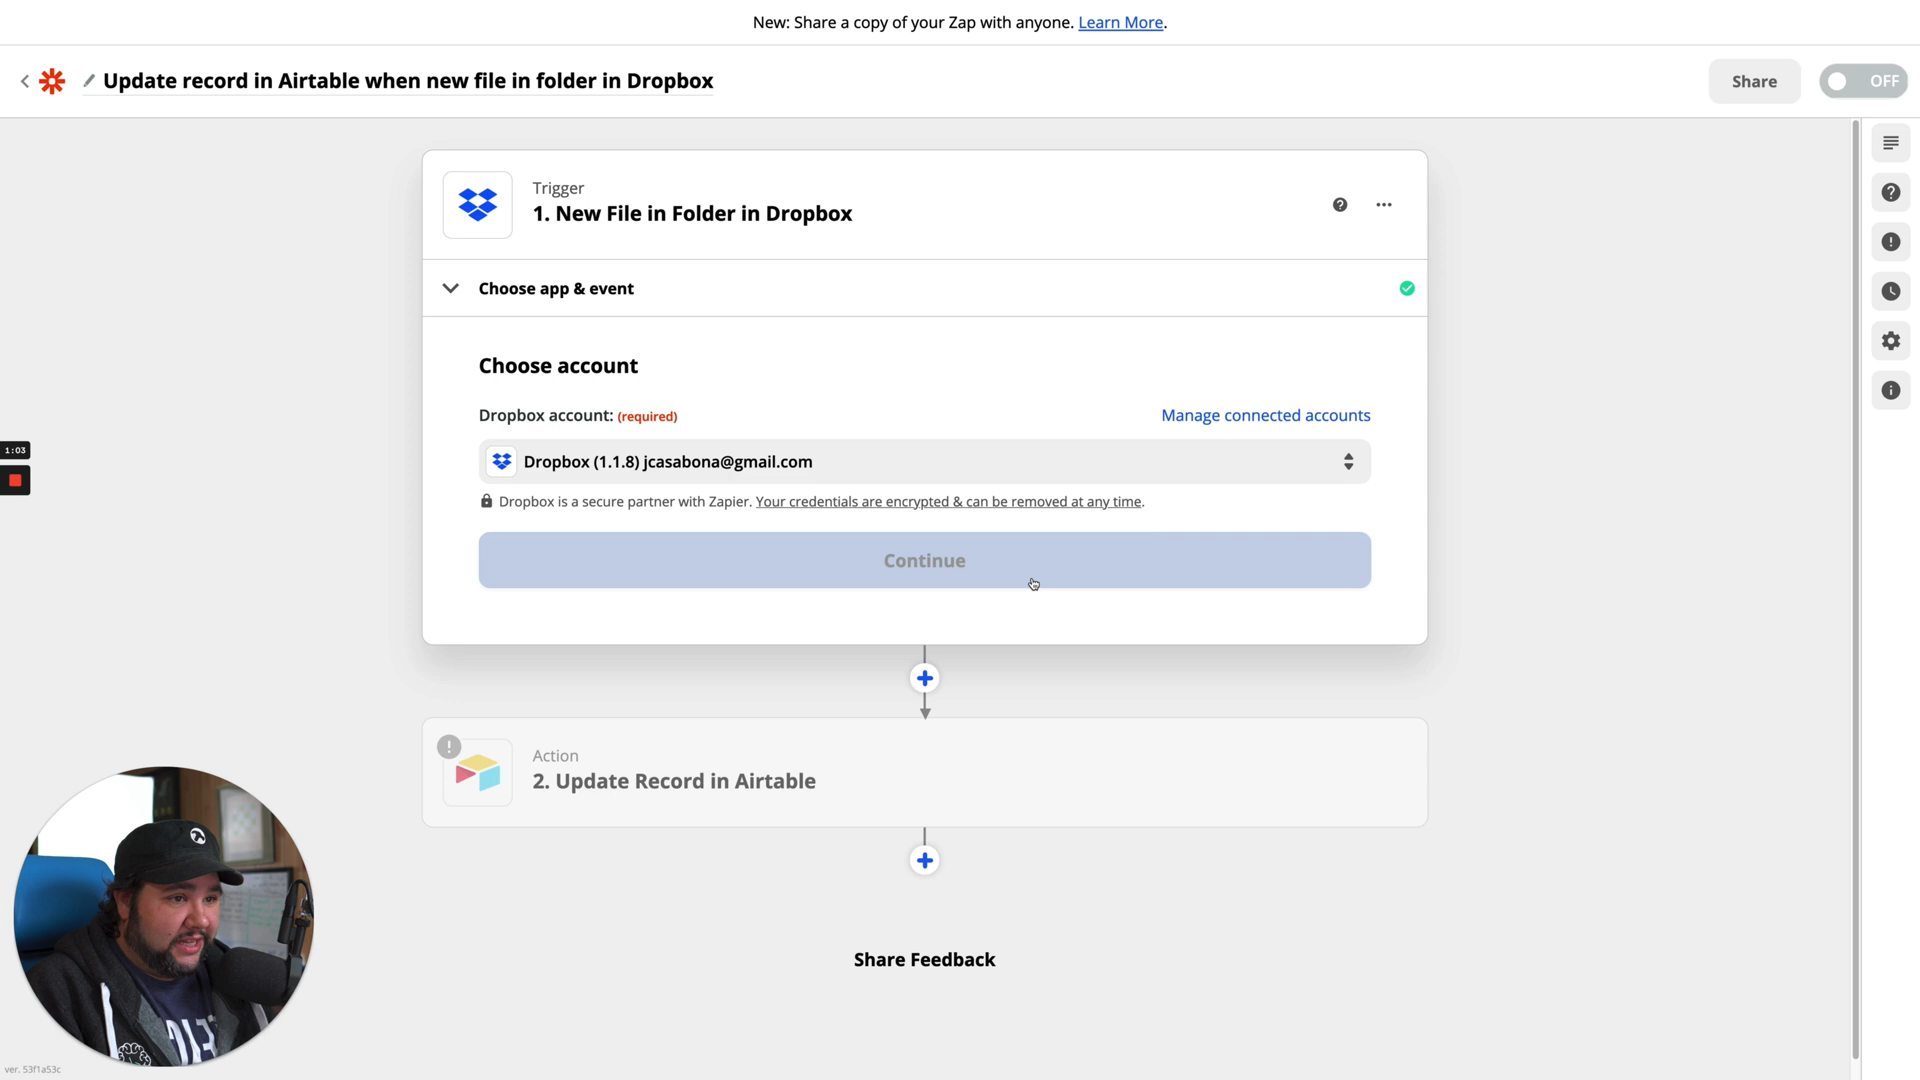 New: Share a copy of your Zap with anyone. Learn More.
Update record in Airtable when new file in folder in Dropbox
Share
OFF
Trigger
1. New File in Folder in Dropbox
Choose app & event
Choose account
Dropbox account: (required)
Manage connected accounts
Dropbox (1.1.8) jcasabona@gmail.com
Dropbox is a secure partner with Zapier. Your credentials are encrypted & can be removed at any time.
Continue
1:03
Action
2. Update Record in Airtable
Share Feedback
ver. 53f1a53c